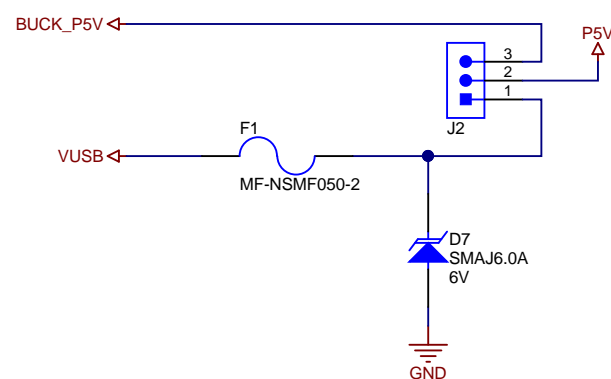 BUCK_P5V
P5V
3
2
1
J2
F1
VUSB
MF-NSMF050-2
D7
SMAJ6.0A
6V
GND